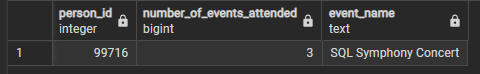 person_id number_of_events_attended event_name
integer bigint text
1 99716 3 SQL Symphony Concert